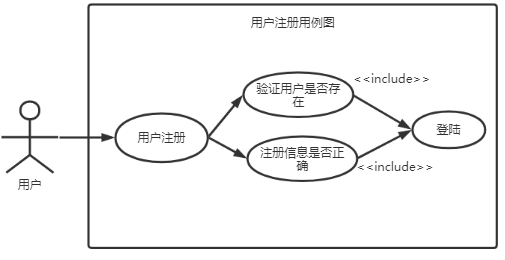 用户注册用例图
验证用户是否存
在
<<include>>
用户注册
登陆
注册信息是否正
确
<<include>>
用户